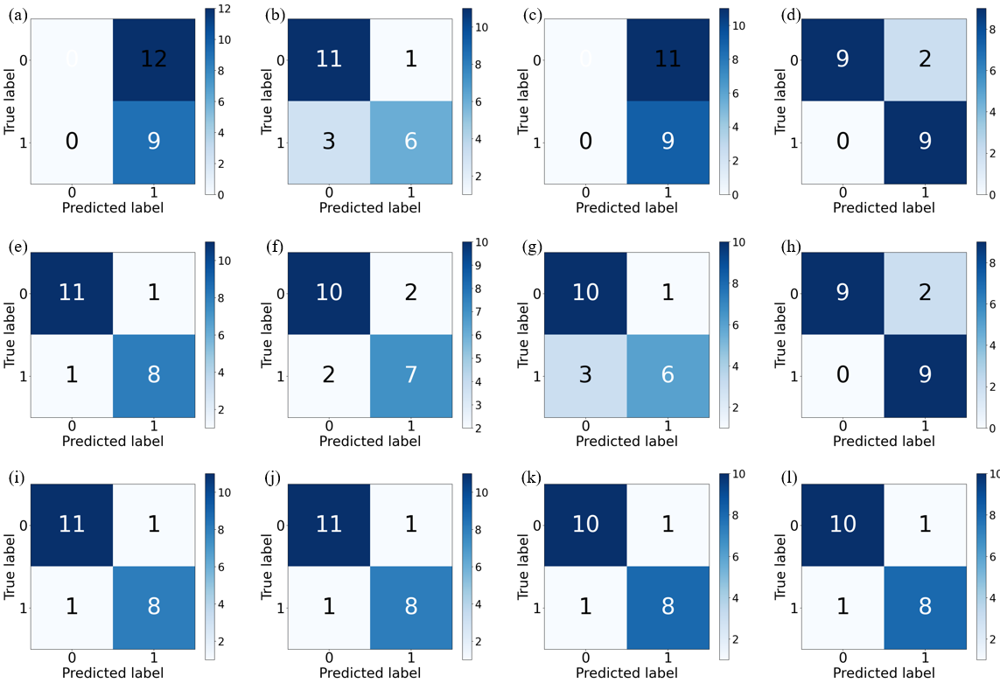 (a) 12 (b) (c) (d)
12 10 10 8
0 0 12 0 11 1 0 0 11 0 9 2
10 8 8 6
8 6 6 4
6 4 4 2
4 2 2 0
2 0
0
True label True label True label True label
1 0 9 1 3 6 1 0 9 1 0 9
0 1 0 1 0 1 0 1
Predicted label Predicted label Predicted label Predicted label
(e) (f) (g) (h)
10 10 10 8
8 9 8 6
6 8 6 4
4 7 4 2
2 6 2 0
5
4
3
2
0 11 1 0 10 2 0 10 1 0 9 2
True label True label True label True label
1 1 8 1 2 7 1 3 6 1 0 9
0 1 0 1 0 1 0 1
Predicted label Predicted label Predicted label Predicted label
(i) (j) (k) (l)
10 10 10 10
8 8 8 8
6 6 6 6
4 4 4 4
2 2 2 2
0 11 1 0 11 1 0 10 1 0 10 1
True label True label True label True label
1 1 8 1 1 8 1 1 8 1 1 8
0 1 0 1 0 1 0 1
Predicted label Predicted label Predicted label Predicted label